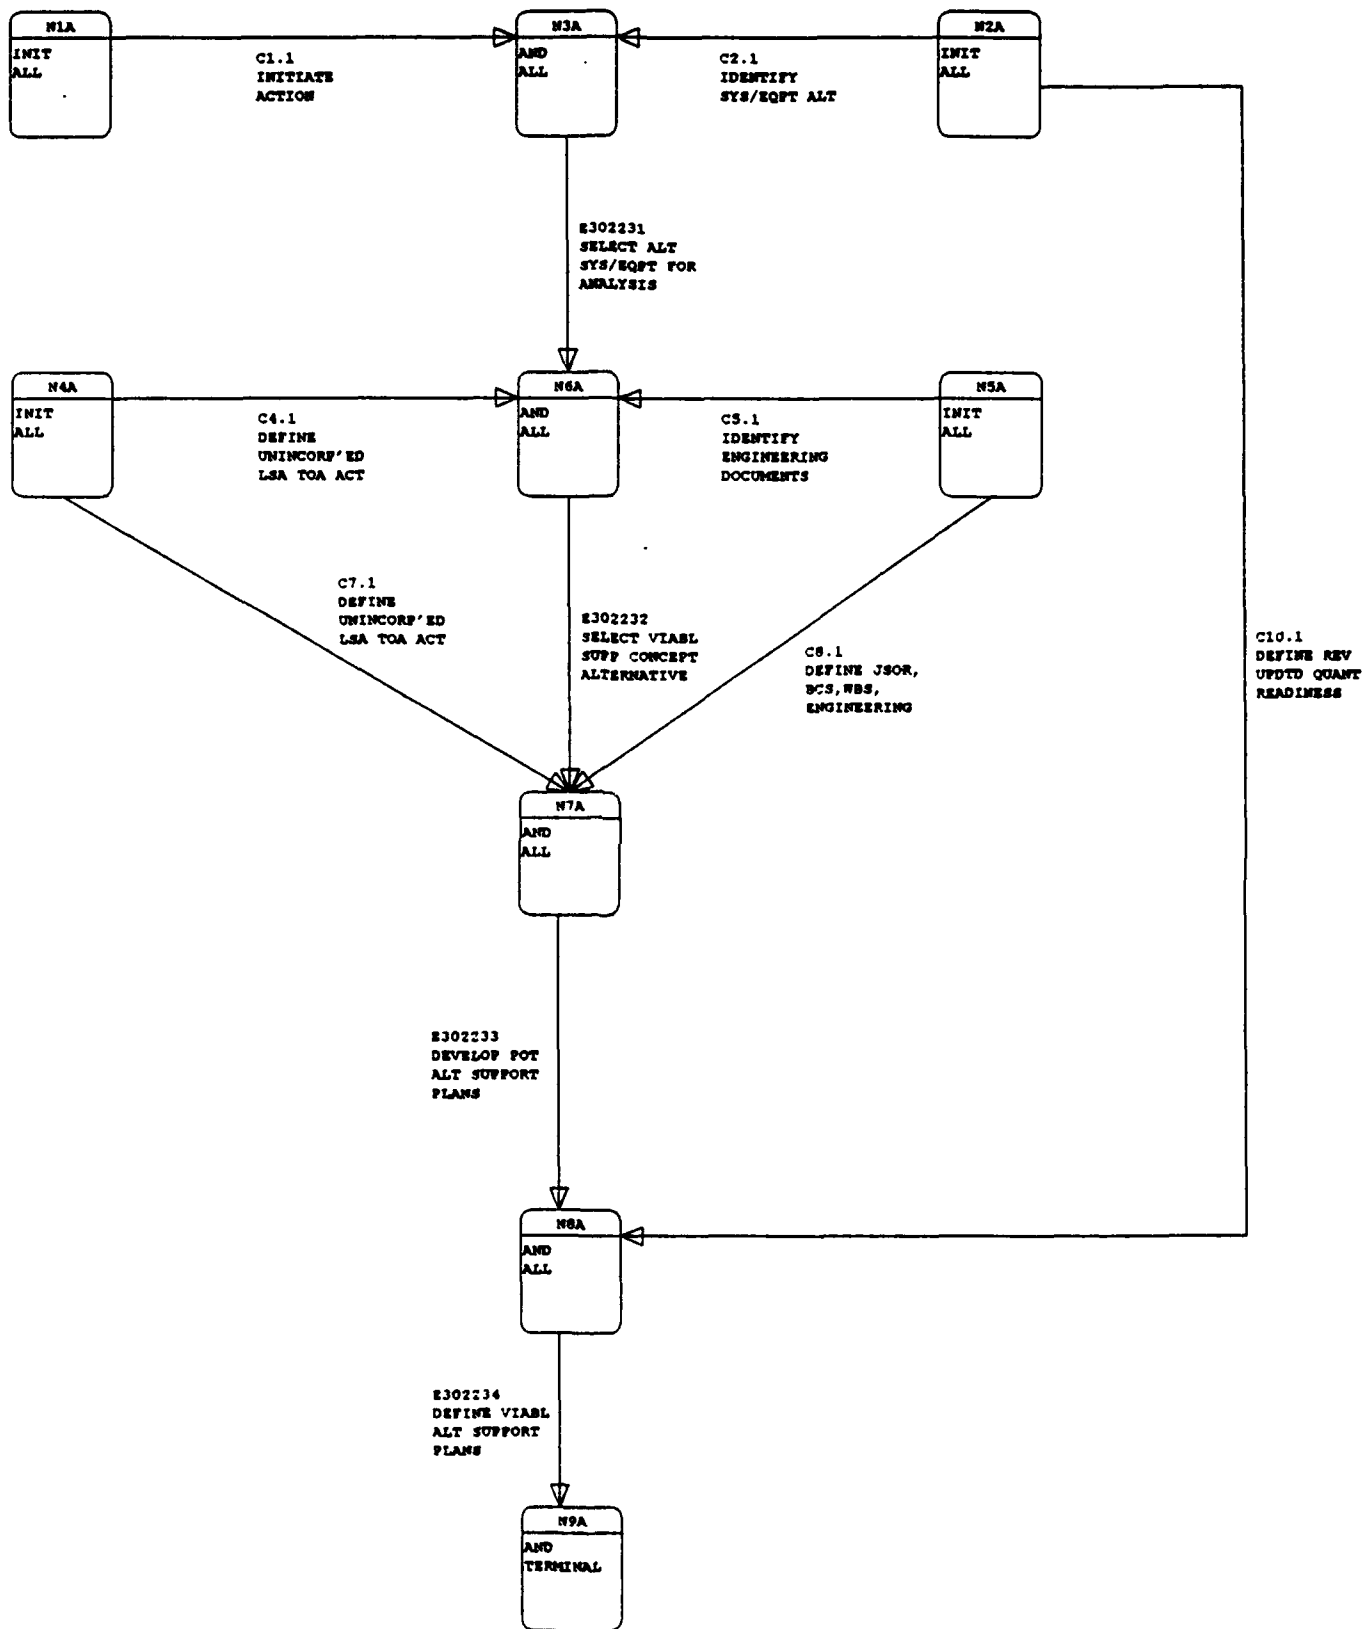 N1A
INIT
ALL
C1.1
INITIATE
ACTION
N3A
AND
ALL
C2.1
IDENTIFY
SYS/EQPT ALT
N2A
INIT
ALL
E302231
SELECT ALT
SYS/EQPT FOR
ANALYSIS
N4A
INIT
ALL
C4.1
DEFINE
UNINCORP'ED
LSA TOA ACT
N6A
AND
ALL
C5.1
IDENTIFY
ENGINEERING
DOCUMENTS
N5A
INIT
ALL
C7.1
DEFINE
UNINCORP'ED
LSA TOA ACT
E302232
SELECT VIABL
SUPP CONCEPT
ALTERNATIVE
C8.1
DEFINE JSOR,
BCS,WBS,
ENGINEERING
C10.1
DEFINE REV
UPDTD QUANT
READINESS
N7A
AND
ALL
E302233
DEVELOP POT
ALT SUPPORT
PLANS
N8A
AND
ALL
E302234
DEFINE VIABL
ALT SUPPORT
PLANS
N9A
AND
TERMINAL